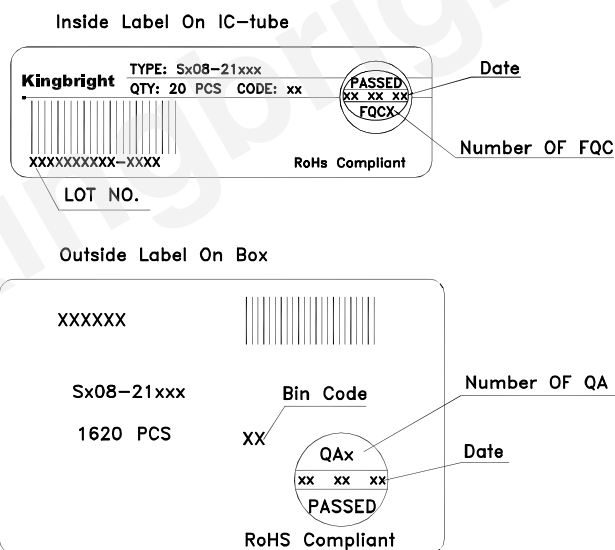 Inside Label On IC-tube
Kingbright
TYPE: Sx08-21xxx
QTY: 20 PCS CODE: xx
PASSED
xx xx xx
FQCX
Date
Number OF FQC
xxxxxxxxxx-xxxx
RoHs Compliant
LOT NO.
Outside Label On Box
XXXXXX
Sx08-21xxx
1620 PCS
Bin Code
XX
Number OF QA
QAx
xx xx xx
Date
PASSED
RoHS Compliant